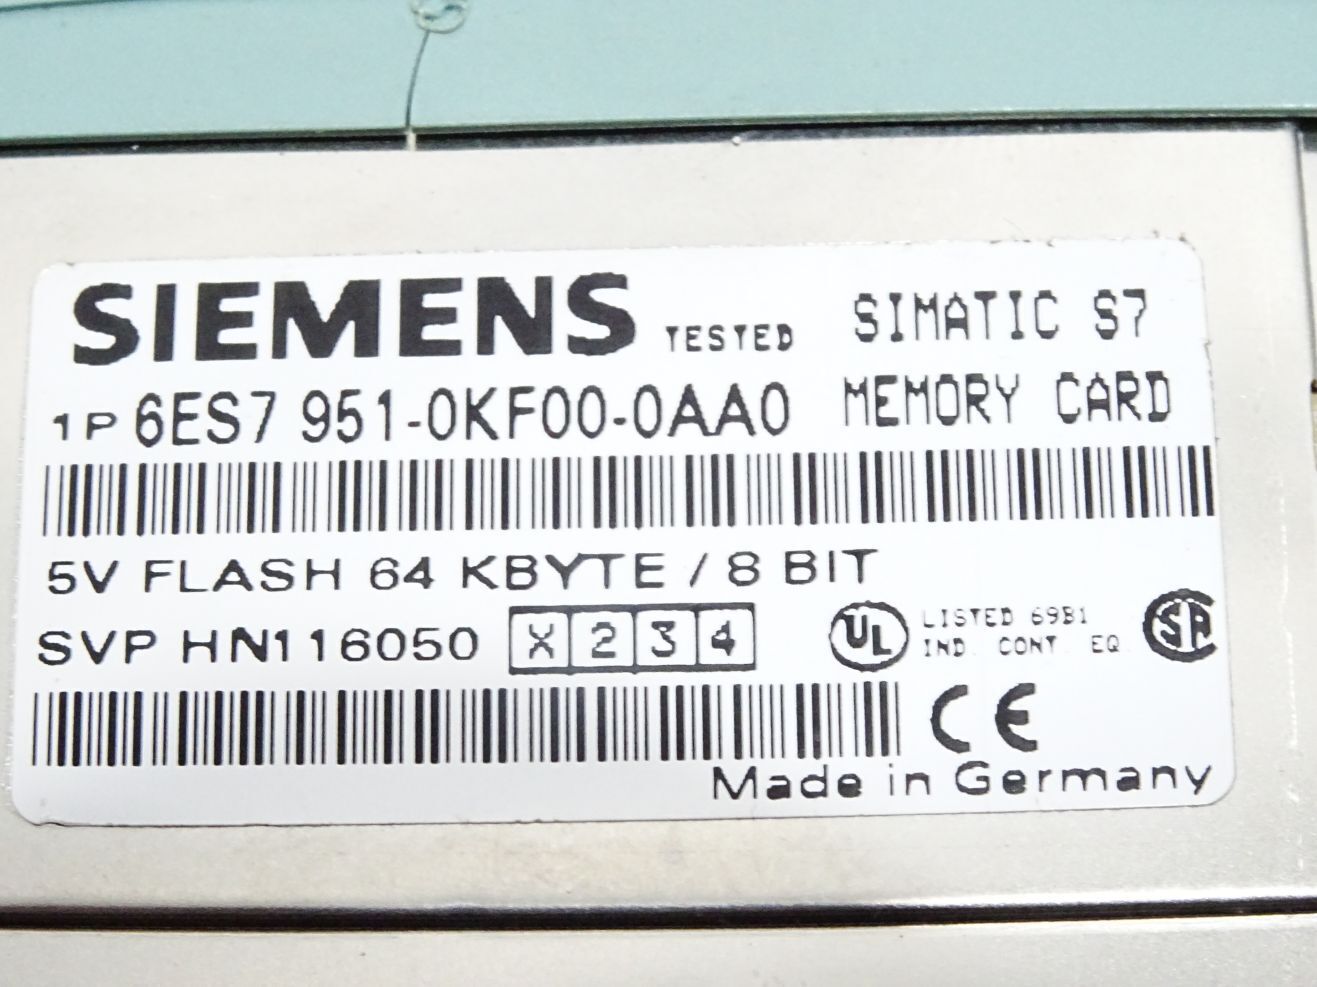 SIEMENS TESTED SIMATIC S7
1P 6ES7 951-0KF00-0AA0 MEMORY CARD
5V FLASH 64 KBYTE / 8 BIT
SVP HN116050 X 2 3 4 UL LISTED 69B1 SA
IND. CONT. EQ.
CE
Made in Germany